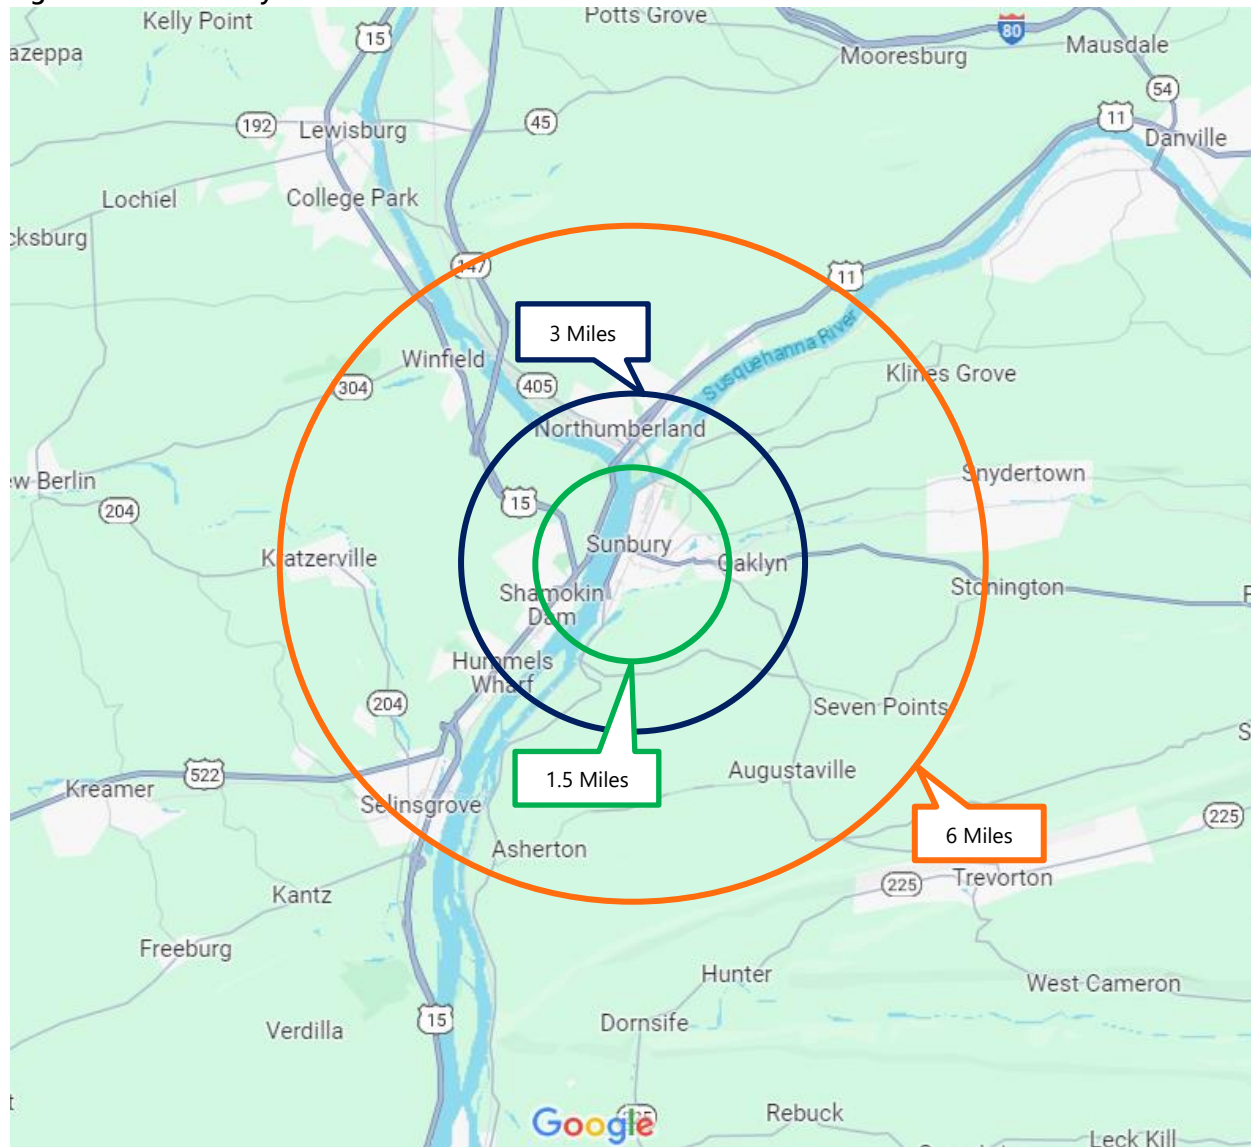 Kelly Point
15
Potts Grove
80
Mausdale
azeppa
Mooresburg
54
192
Lewisburg
45
11
Danville
Lochiel
College Park
cksburg
147
11
3 Miles
Susquehanna River
Winfield
304
405
Klines Grove
Northumberland
ew Berlin
Snydertown
204
15
Sunbury
Kratzerville
Oaklyn
Shamokin
Dam
Stonington
Hummels
Wharf
204
Seven Points
S
522
1.5 Miles
Augustaville
Kreamer
Selinsgrove
225
6 Miles
Asherton
225
Trevorton
Kantz
Freeburg
Hunter
West Cameron
15
Dornsife
Verdilla
t
Google
Rebuck
Leck Kill